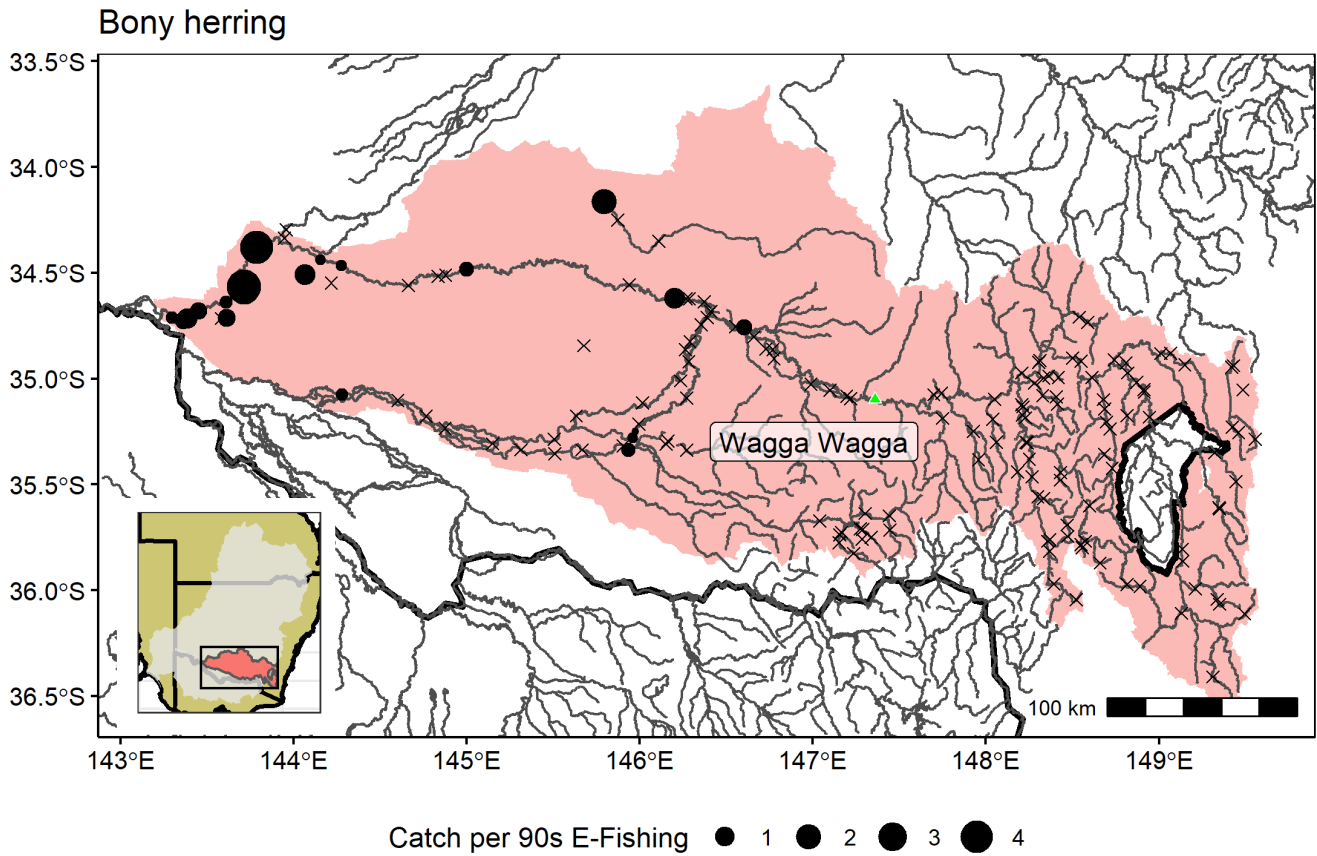 Bony herring
33.5°S
34.0°S
34.5°S
35.0°S
35.5°S
36.0°S
36.5°S
Wagga Wagga
100 km
143°E 144°E 145°E 146°E 147°E 148°E 149°E
Catch per 90s E-Fishing 1 2 3 4